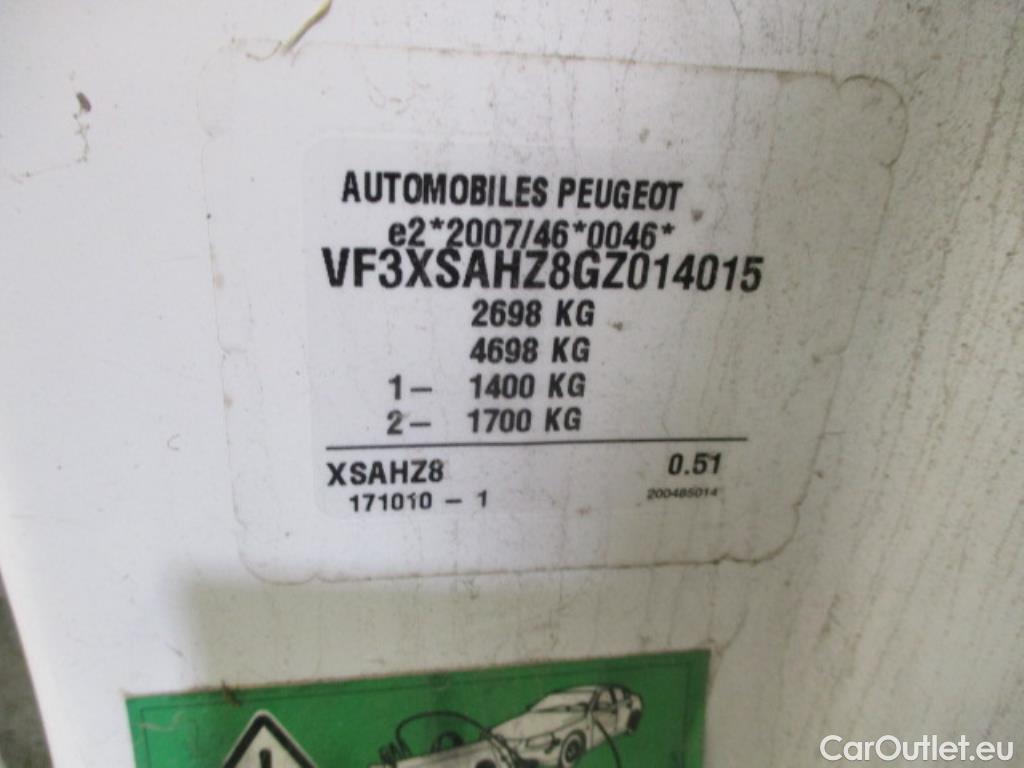 AUTOMOBILES PEUGEOT
e2*2007/46*0046*
VF3XSAHZ8GZ014015
2698 KG
4698 KG
1- 1400 KG
2- 1700 KG
XSAHZ8 0.51
171010 - 1 200485014
CarOutlet.eu